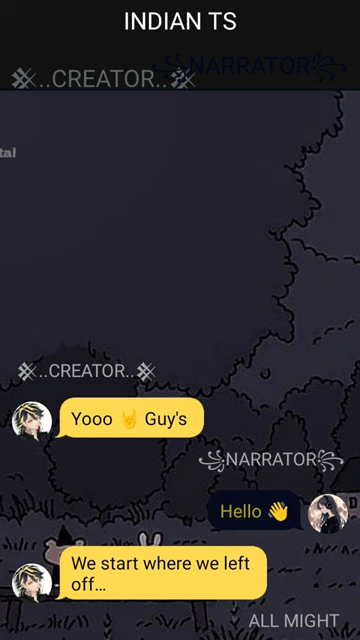 INDIAN TS
꧁NARRATOR꧂
※..CREATOR..※
tal
※..CREATOR..※
Yooo 🤘 Guy's
꧁NARRATOR꧂
Hello 👋
We start where we left
off...
ALL MIGHT